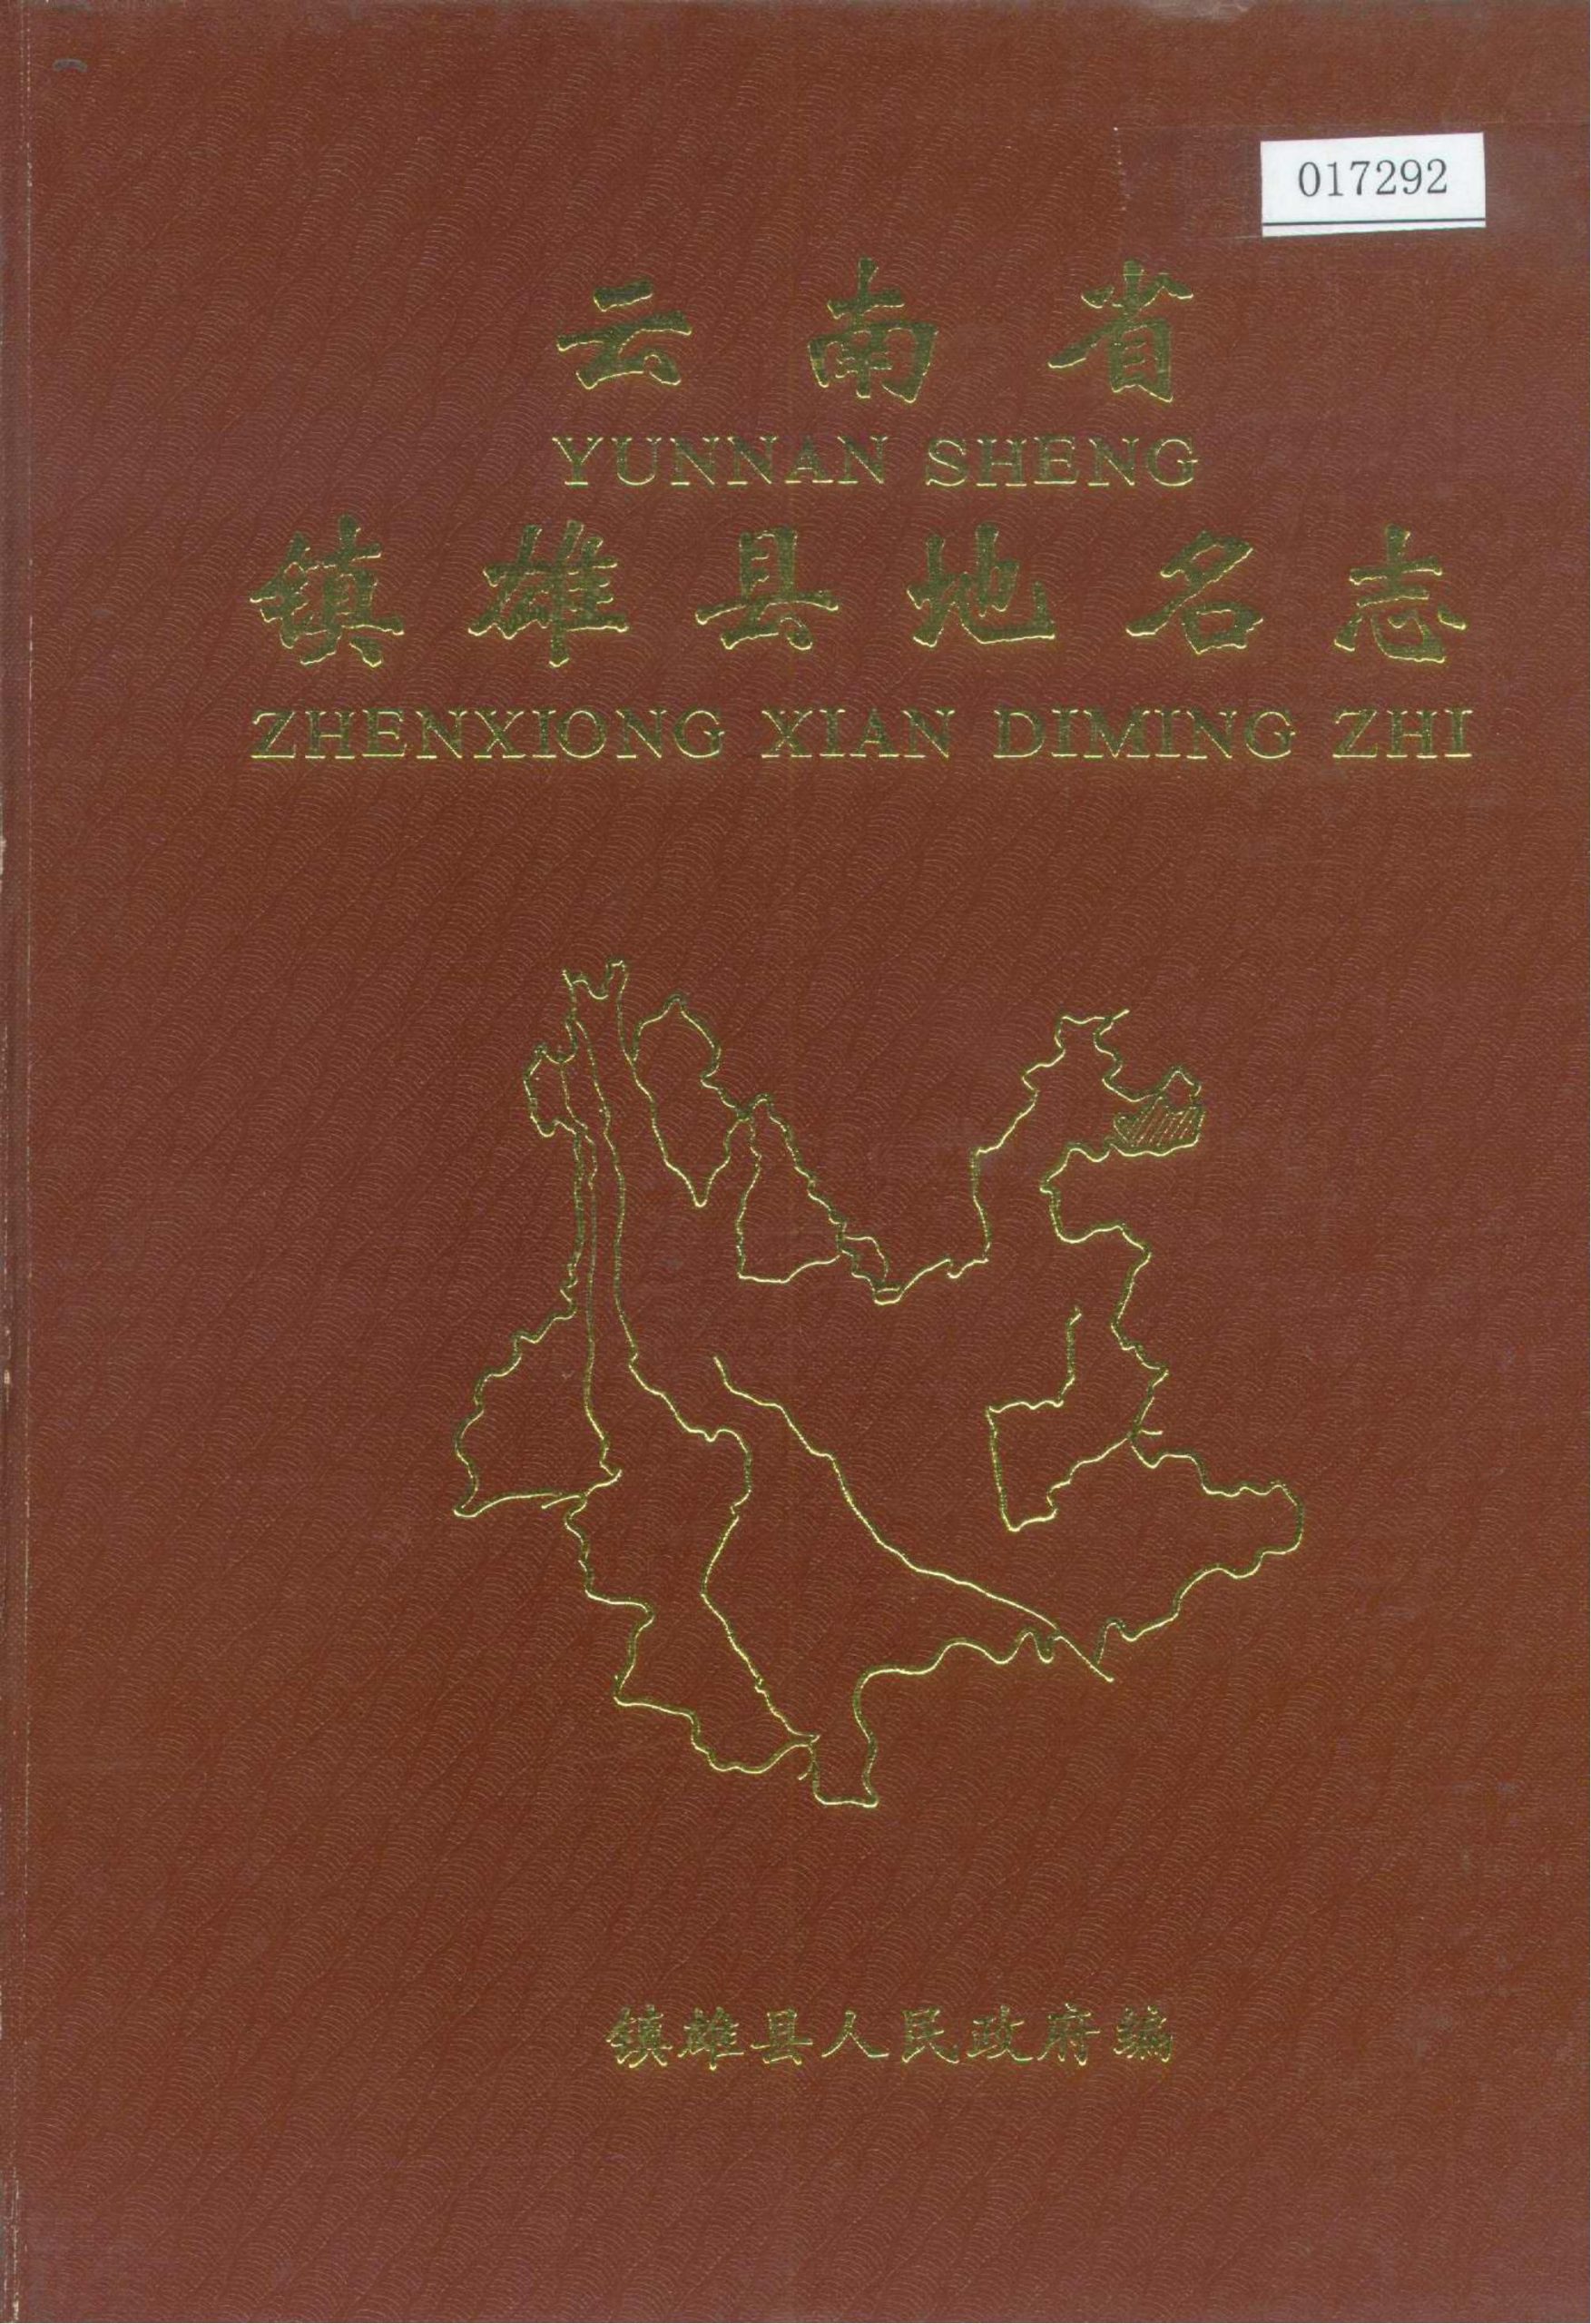 017292
云南省
YUNNAN SHENG
镇雄县地名志
ZHENXIONG XIAN DIMING ZHI
镇雄县人民政府编